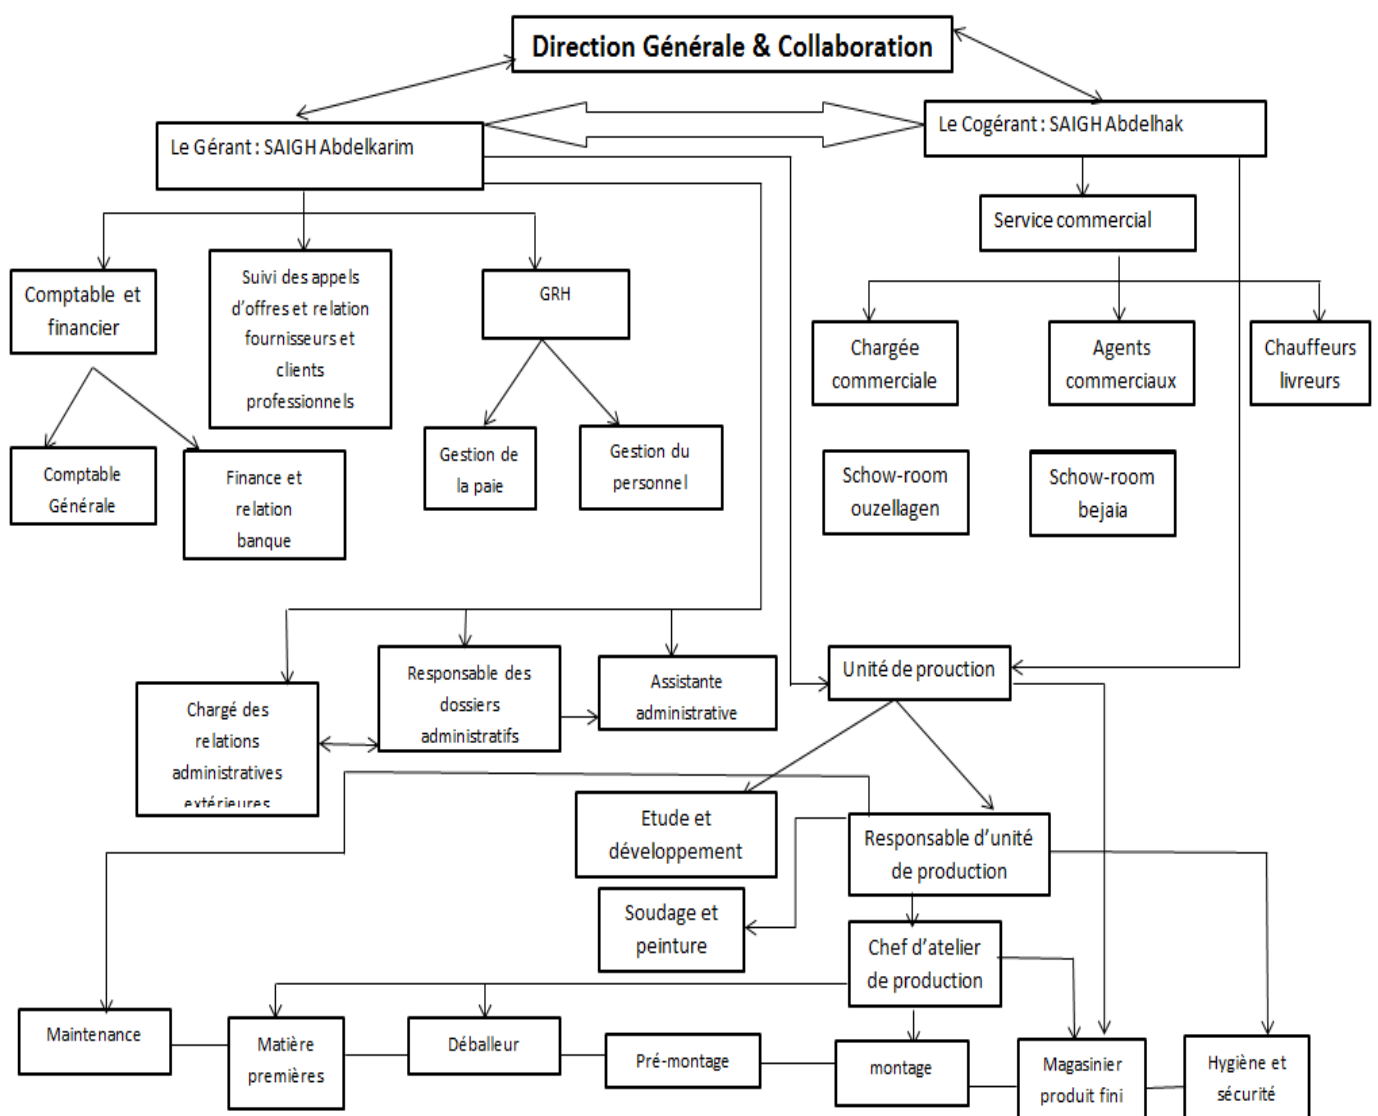 Direction Générale & Collaboration
Le Gérant : SAIGH Abdelkarim
Le Cogérant : SAIGH Abdelhak
Service commercial
Comptable et
financier
Suivi des appels
d'offres et relation
fournisseurs et
clients
professionnels
GRH
Chargée
commerciale
Agents
commerciaux
Chauffeurs
livreurs
Comptable
Générale
Finance et
relation
banque
Gestion de
la paie
Gestion du
personnel
Schow-room
ouzellagen
Schow-room
bejaia
Chargé des
relations
administratives
extérieures
Responsable des
dossiers
administratifs
Assistante
administrative
Unité de prouction
Etude et
développement
Responsable d'unité
de production
Soudage et
peinture
Chef d'atelier
de production
Maintenance
Matière
premières
Déballeur
Pré-montage
montage
Magasinier
produit fini
Hygiène et
sécurité